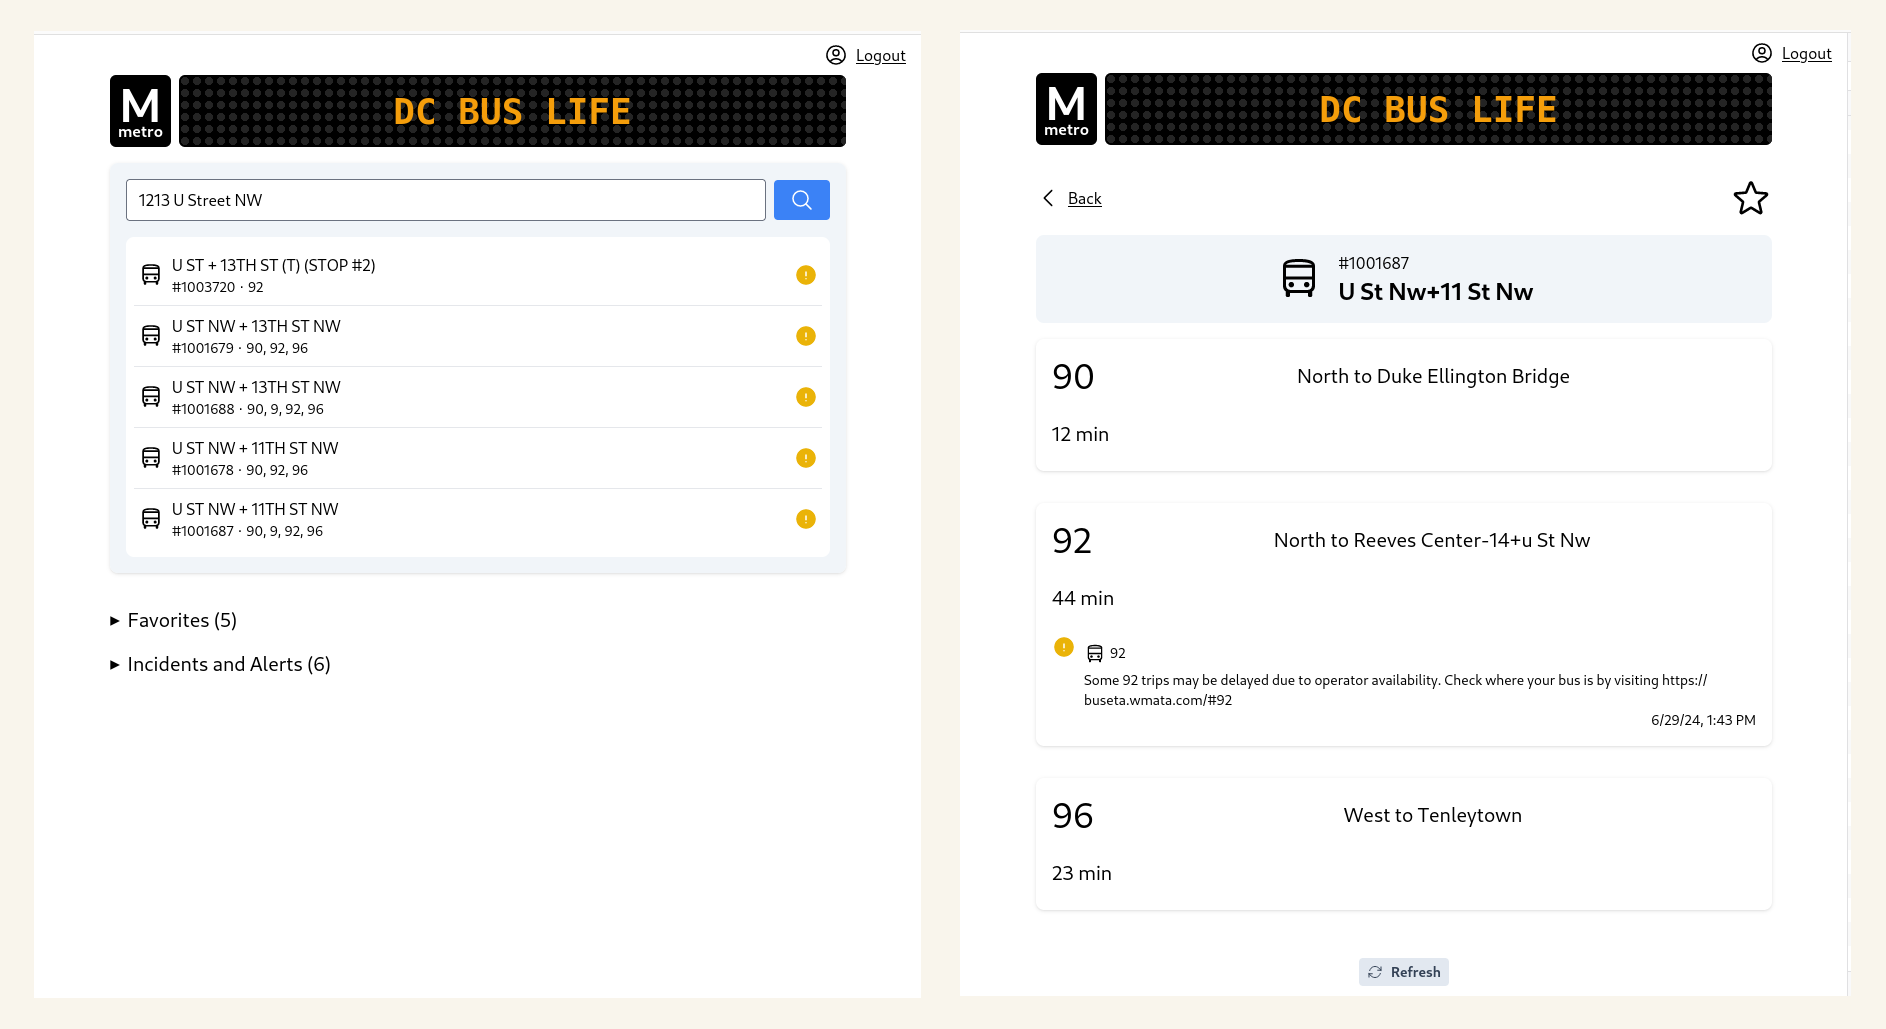 Logout
M
metro
DC BUS LIFE
1213 U Street NW
U ST + 13TH ST (T) (STOP #2)
#1003720 · 92
!
U ST NW + 13TH ST NW
#1001679 · 90, 92, 96
!
U ST NW + 13TH ST NW
#1001688 · 90, 9, 92, 96
!
U ST NW + 11TH ST NW
#1001678 · 90, 92, 96
!
U ST NW + 11TH ST NW
#1001687 · 90, 9, 92, 96
!
Favorites (5)
Incidents and Alerts (6)
Logout
M
metro
DC BUS LIFE
Back
#1001687
U St Nw+11 St Nw
90
North to Duke Ellington Bridge
12 min
92
North to Reeves Center-14+u St Nw
44 min
!
92
Some 92 trips may be delayed due to operator availability. Check where your bus is by visiting https://
buseta.wmata.com/#92
6/29/24, 1:43 PM
96
West to Tenleytown
23 min
Refresh